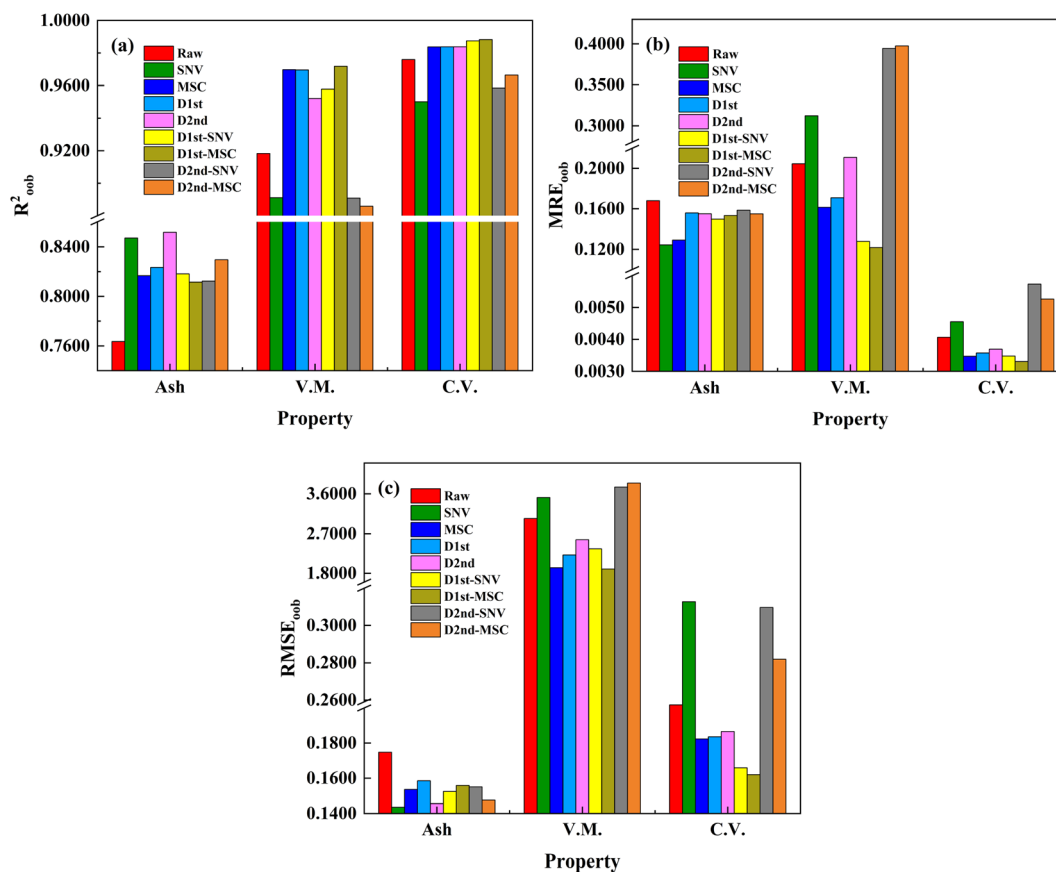 (a)
Raw
SNV
MSC
D1st
D2nd
D1st-SNV
D1st-MSC
D2nd-SNV
D2nd-MSC
1.0000
0.9600
0.9200
0.8400
0.8000
0.7600
R²oob
Ash V.M. C.V.
Property
(b)
Raw
SNV
MSC
D1st
D2nd
D1st-SNV
D1st-MSC
D2nd-SNV
D2nd-MSC
0.4000
0.3500
0.3000
0.2000
0.1600
0.1200
0.0050
0.0040
0.0030
MREoob
Ash V.M. C.V.
Property
(c)
Raw
SNV
MSC
D1st
D2nd
D1st-SNV
D1st-MSC
D2nd-SNV
D2nd-MSC
3.6000
2.7000
1.8000
0.3000
0.2800
0.2600
0.1800
0.1600
0.1400
RMSEoob
Ash V.M. C.V.
Property